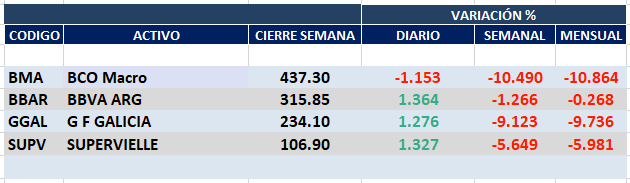 VARIACIÓN %
CODIGO ACTIVO CIERRE SEMANA DIARIO SEMANAL MENSUAL
BMA BCO Macro 437.30 -1.153 -10.490 -10.864
BBAR BBVA ARG 315.85 1.364 -1.266 -0.268
GGAL G F GALICIA 234.10 1.276 -9.123 -9.736
SUPV SUPERVIELLE 106.90 1.327 -5.649 -5.981